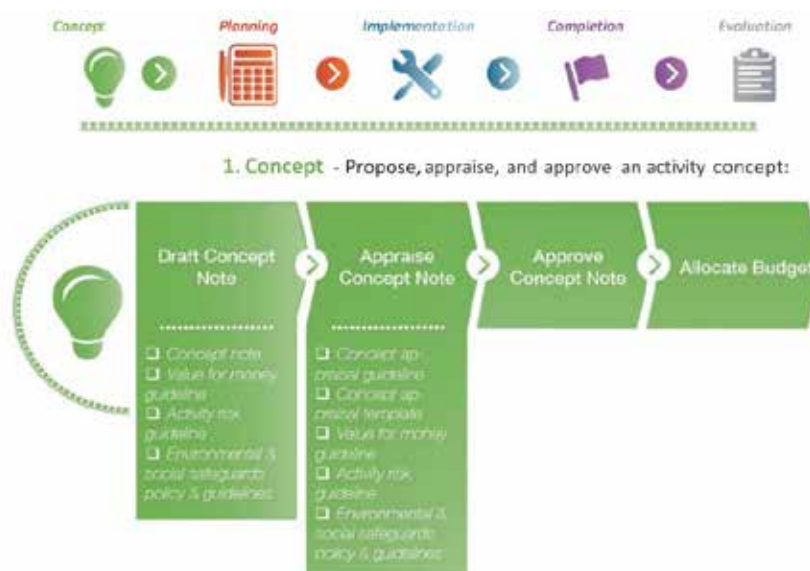 Concept
Planning
Implementation
Completion
Evaluation
1. Concept - Propose, appraise, and approve an activity concept:
Draft Concept
Note
❑ Concept note
❑ Value for money
guideline
❑ Activity risk
guideline
❑ Environmental &
social safeguards
policy & guidelines
Appraise
Concept Note
❑ Concept ap-
praisal guideline
❑ Concept ap-
praisal template
❑ Value for money
guideline
❑ Activity risk
guideline
❑ Environmental &
social safeguards
policy & guidelines
Approve
Concept Note
Allocate Budget